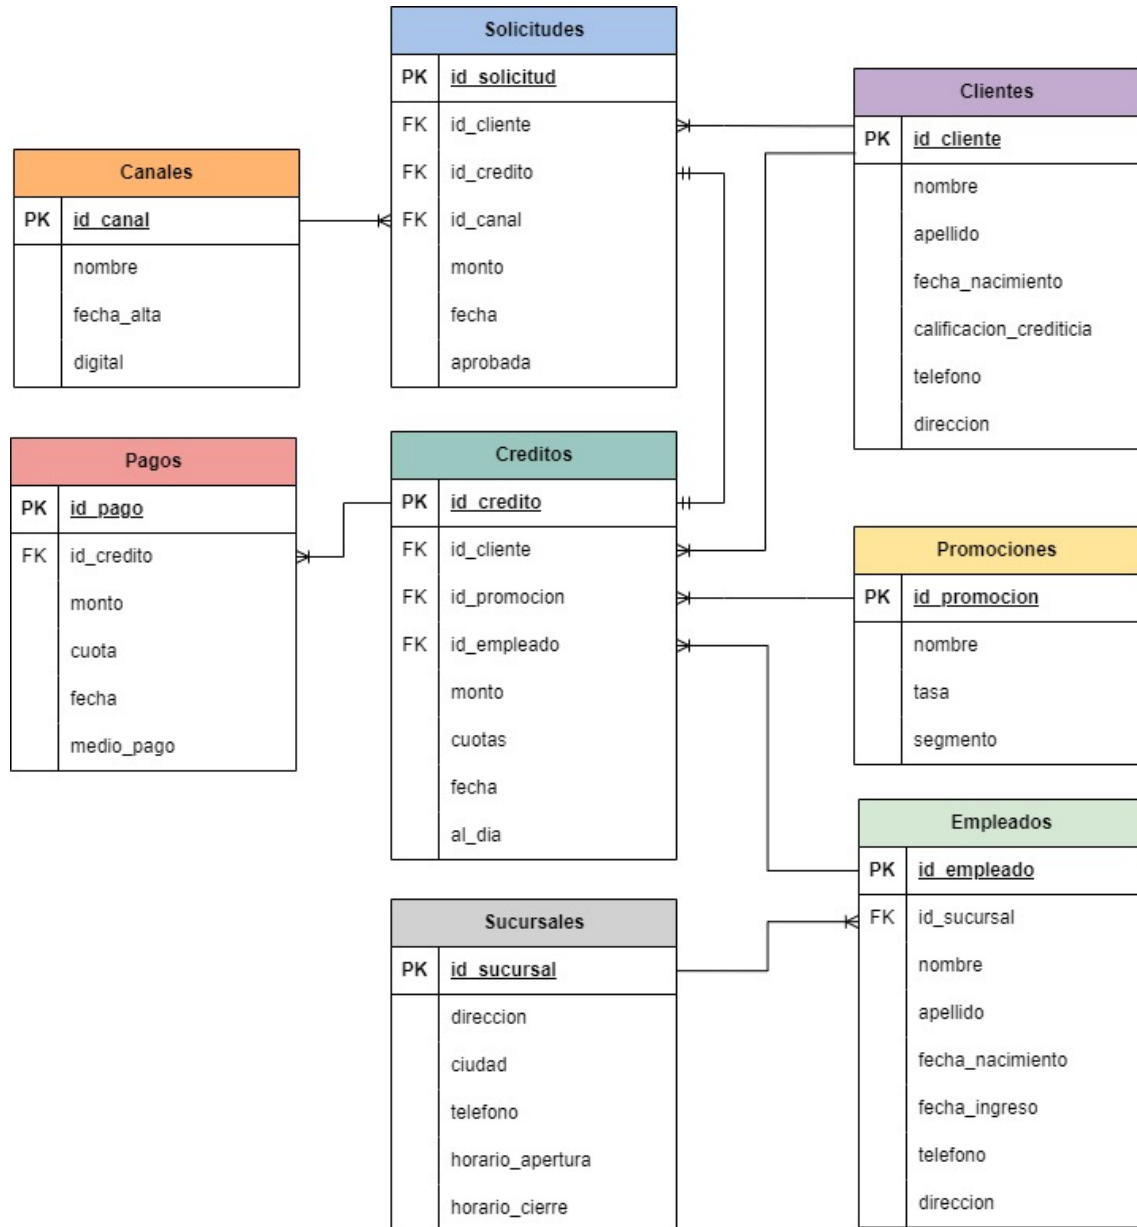 Solicitudes
PK id_solicitud
FK id_cliente
FK id_credito
FK id_canal
monto
fecha
aprobada
Clientes
PK id_cliente
nombre
apellido
fecha_nacimiento
calificacion_crediticia
telefono
direccion
Canales
PK id_canal
nombre
fecha_alta
digital
Pagos
PK id_pago
FK id_credito
monto
cuota
fecha
medio_pago
Creditos
PK id_credito
FK id_cliente
FK id_promocion
FK id_empleado
monto
cuotas
fecha
al_dia
Promociones
PK id_promocion
nombre
tasa
segmento
Empleados
PK id_empleado
FK id_sucursal
nombre
apellido
fecha_nacimiento
fecha_ingreso
telefono
direccion
Sucursales
PK id_sucursal
direccion
ciudad
telefono
horario_apertura
horario_cierre